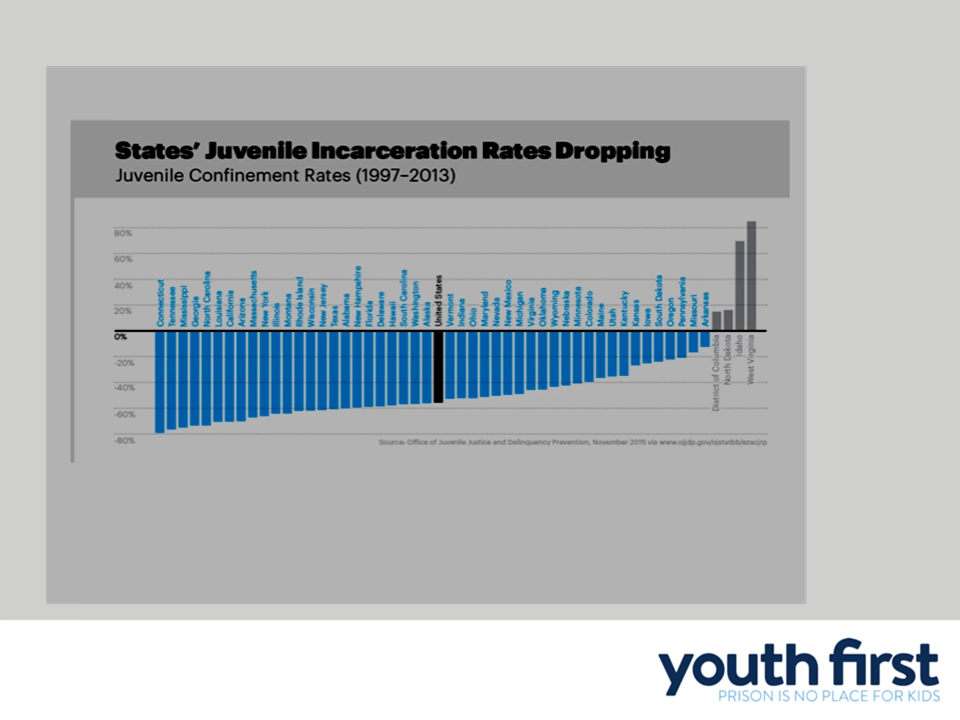 States' Juvenile Incarceration Rates Dropping
Juvenile Confinement Rates (1997–2013)
80%
60%
40%
20%
0%
-20%
-40%
-60%
-80%
Connecticut
Tennessee
Mississippi
Georgia
North Carolina
Louisiana
California
Arizona
Massachusetts
New York
Illinois
Montana
Rhode Island
Wisconsin
New Jersey
Texas
Alabama
New Hampshire
Florida
Delaware
Hawaii
South Carolina
Washington
Alaska
United States
Vermont
Indiana
Ohio
Maryland
Nevada
New Mexico
Michigan
Virginia
Oklahoma
Wyoming
Nebraska
Minnesota
Colorado
Maine
Utah
Kentucky
Kansas
Iowa
South Dakota
Oregon
Pennsylvania
Missouri
Arkansas
District of Columbia
North Dakota
Idaho
West Virginia
Source: Office of Juvenile Justice and Delinquency Prevention, November 2015 via www.ojjdp.gov/ojstatbb/ezacjrp
youth first
PRISON IS NO PLACE FOR KIDS